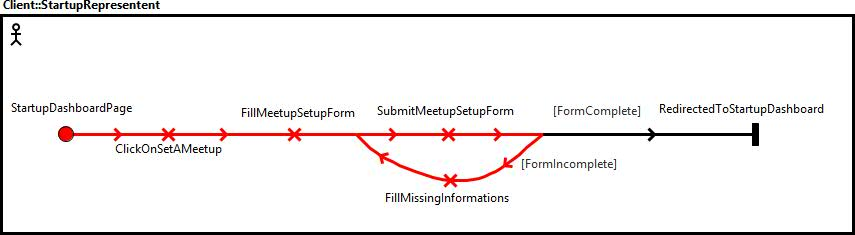 Client::StartupRepresentent
StartupDashboardPage
ClickOnSetAMeetup
FillMeetupSetupForm
SubmitMeetupSetupForm
[FormComplete]
RedirectedToStartupDashboard
[FormIncomplete]
FillMissingInformations